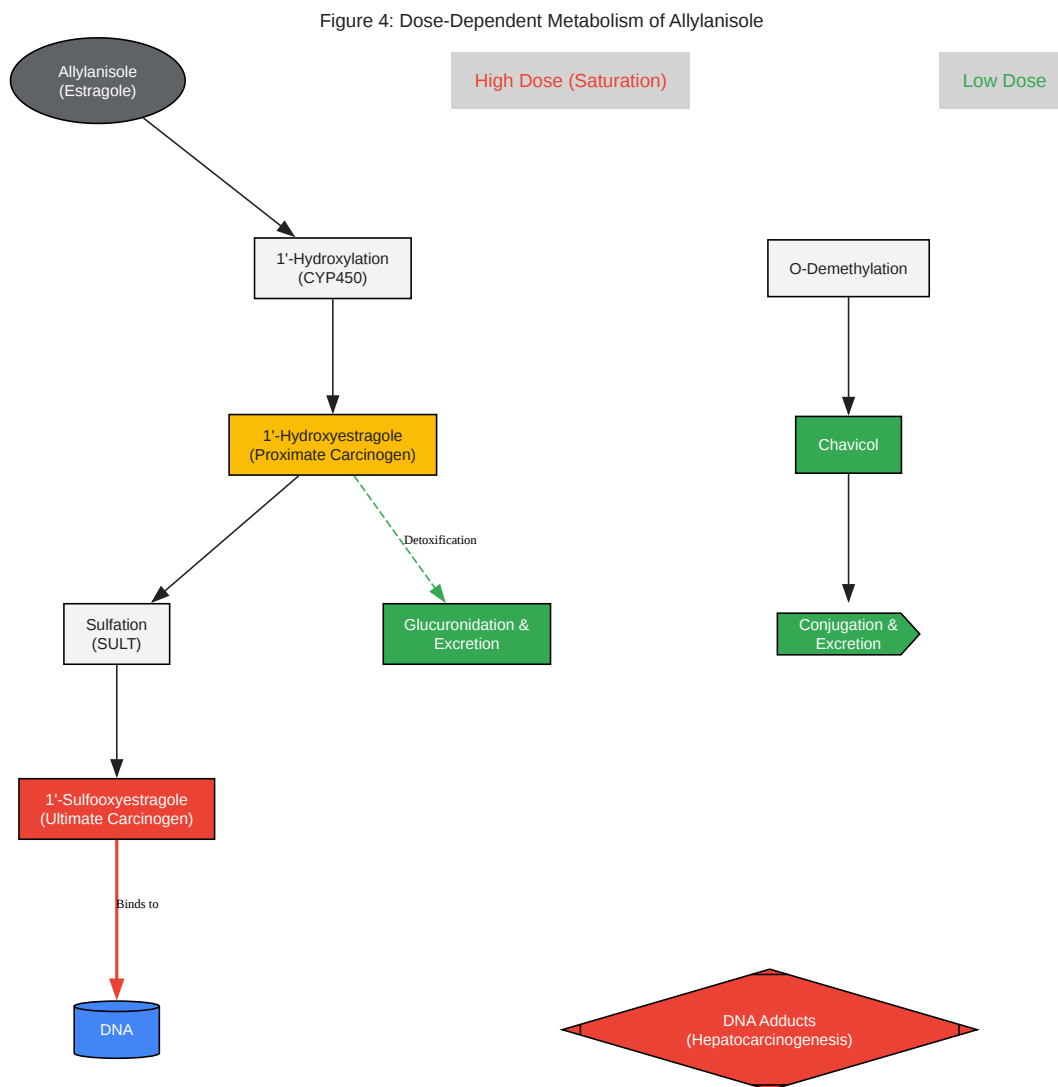 Figure 4: Dose-Dependent Metabolism of Allylanisole
Allylanisole
(Estragole)
High Dose (Saturation)
Low Dose
1'-Hydroxylation
(CYP450)
O-Demethylation
1'-Hydroxyestragole
(Proximate Carcinogen)
Chavicol
Detoxification
Sulfation
(SULT)
Glucuronidation &
Excretion
Conjugation &
Excretion
1'-Sulfooxyestragole
(Ultimate Carcinogen)
Binds to
DNA
DNA Adducts
(Hepatocarcinogenesis)